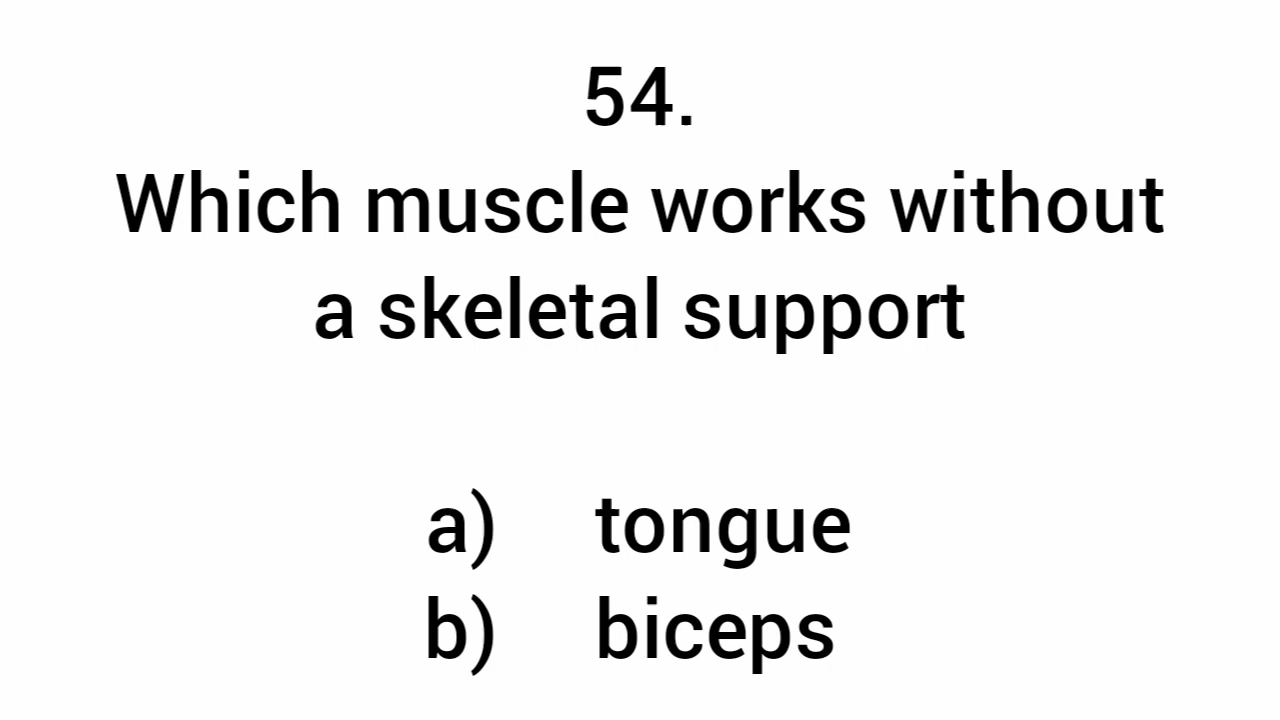 54.
Which muscle works without
a skeletal support
a) tongue
b) biceps